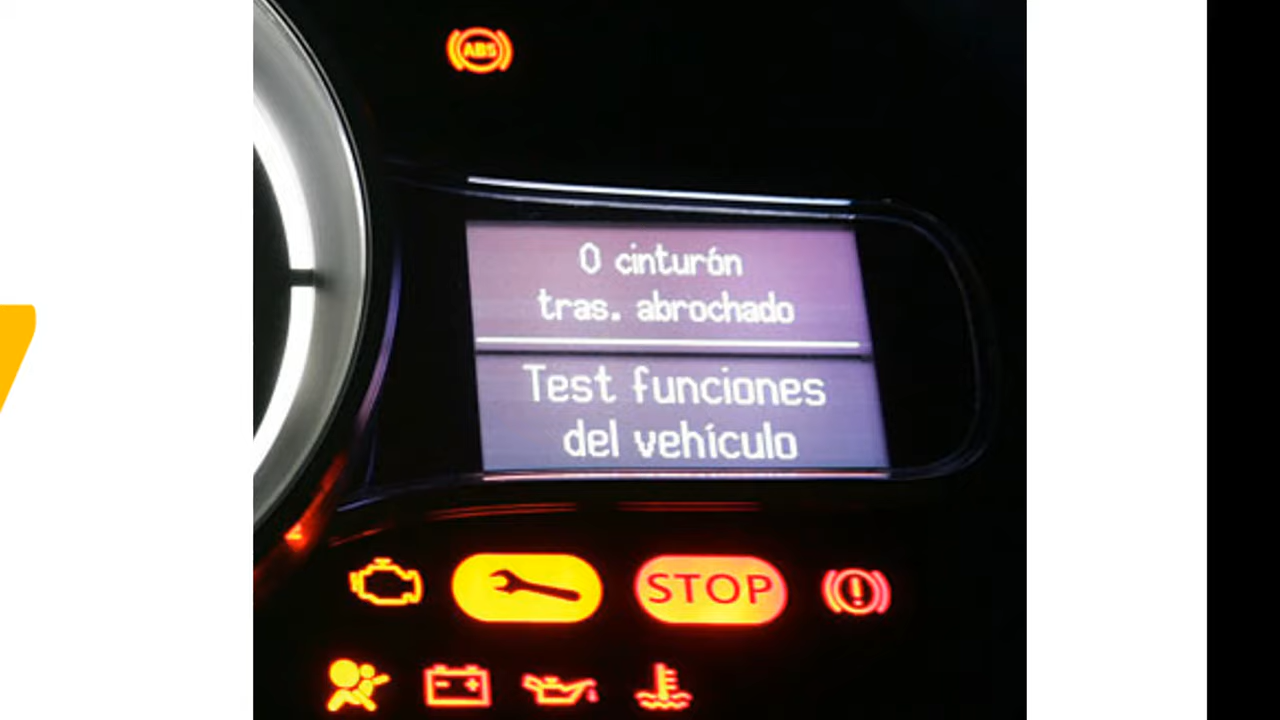 ABS
0 cinturón
tras. abrochado
Test funciones
del vehículo
STOP